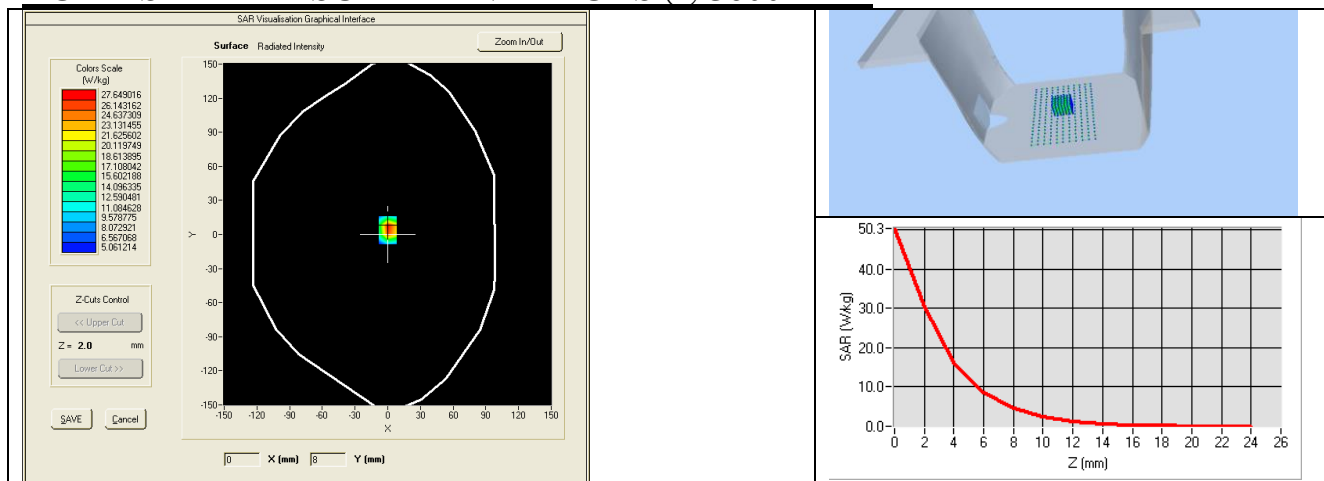 SAR Visualisation Graphical Interface
Surface Radiated Intensity
Zoom In/Out
Colors Scale
(W/kg)
27.649016
26.143162
24.637309
23.131455
21.625602
20.119749
18.613895
17.108042
15.602188
14.096335
12.590481
11.084628
9.578775
8.072921
6.567068
5.061214
Z-Cuts Control
<< Upper Cut
Z = 2.0 mm
Lower Cut >>
SAVE Cancel
150
120
90
60
30
0
-30
-60
-90
-120
-150
Y
-150 -120 -90 -60 -30 0 30 60 90 120 150
X
0 X (mm) 8 Y (mm)
50.3
40.0
30.0
20.0
10.0
0.0
SAR (W/kg)
0 2 4 6 8 10 12 14 16 18 20 22 24 26
Z (mm)